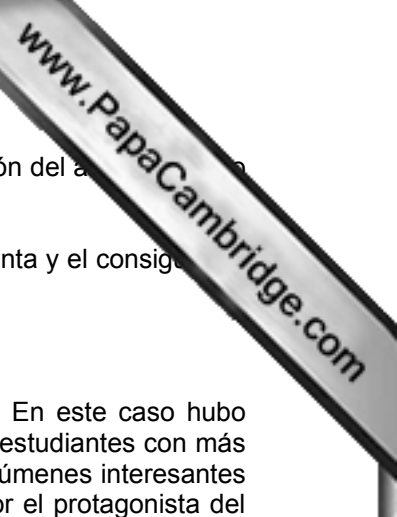 www.PapaCambridge.com
ón del a
nta y el consig
En este caso hubo
estudiantes con más
úmenes interesantes
or el protagonista del